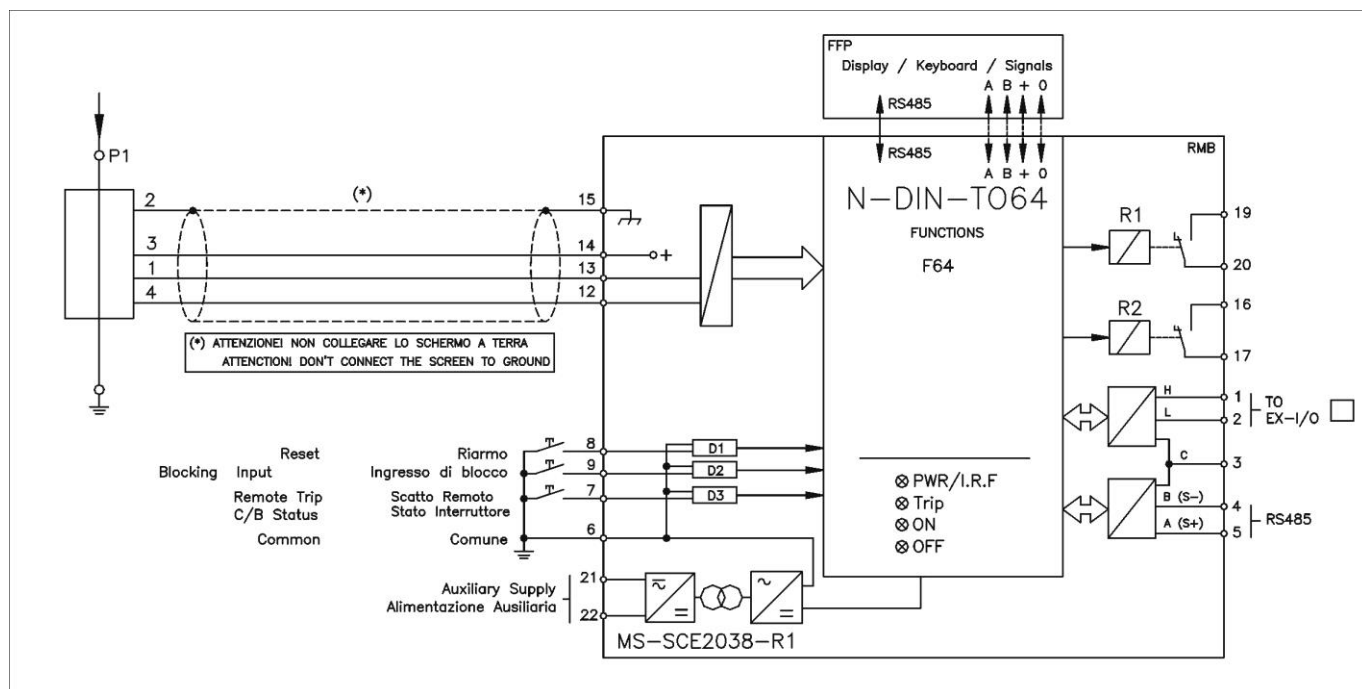 FFP
Display / Keyboard / Signals
A B + 0
RS485
RS485
A B + 0
RMB
P1
2
(*)
15
3
14
+
1
13
4
12
N-DIN-TO64
FUNCTIONS
F64
R1
19
20
R2
16
17
(*) ATTENZIONE! NON COLLEGARE LO SCHERMO A TERRA
ATTENCTION! DON'T CONNECT THE SCREEN TO GROUND
H
1
TO
L
2
EX-I/O
C
3
B (S-)
4
RS485
A (S+)
5
Reset
Riarmo
8
D1
Blocking Input
Ingresso di blocco
9
D2
Remote Trip
Scatto Remoto
7
D3
C/B Status
Stato Interruttore
Common
Comune
6
PWR/I.R.F
Trip
ON
OFF
Auxiliary Supply
21
Alimentazione Ausiliaria
22
MS-SCE2038-R1